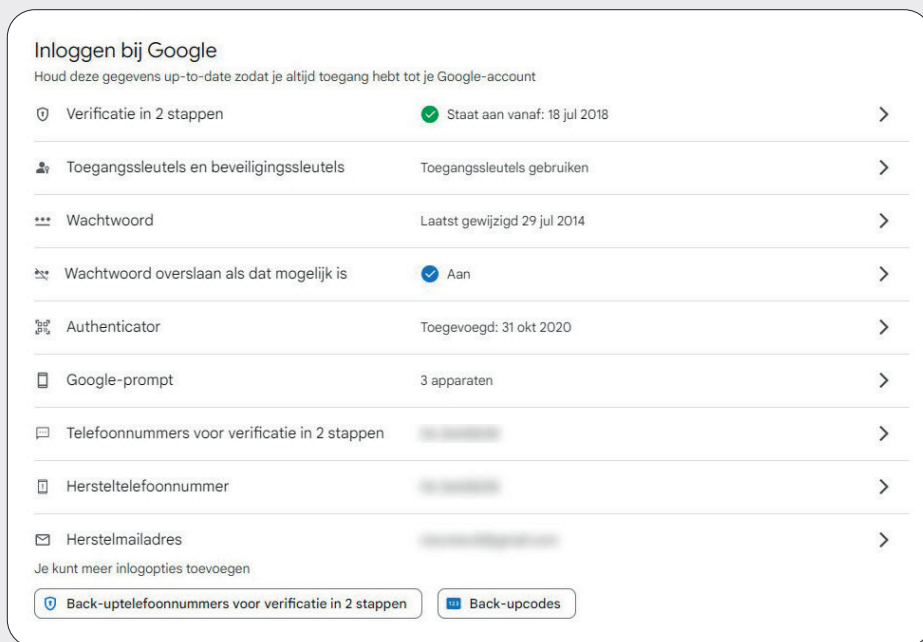 Inloggen bij Google
Houd deze gegevens up-to-date zodat je altijd toegang hebt tot je Google-account
Verificatie in 2 stappen Staat aan vanaf: 18 jul 2018
Toegangssleutels en beveiligingssleutels Toegangssleutels gebruiken
Wachtwoord Laatst gewijzigd 29 jul 2014
Wachtwoord overslaan als dat mogelijk is Aan
Authenticator Toegevoegd: 31 okt 2020
Google-prompt 3 apparaten
Telefoonnummers voor verificatie in 2 stappen
Hersteltelefoonnummer
Herstelmailadres
Je kunt meer inlogopties toevoegen
Back-uptelefoonnummers voor verificatie in 2 stappen 123 Back-upcodes